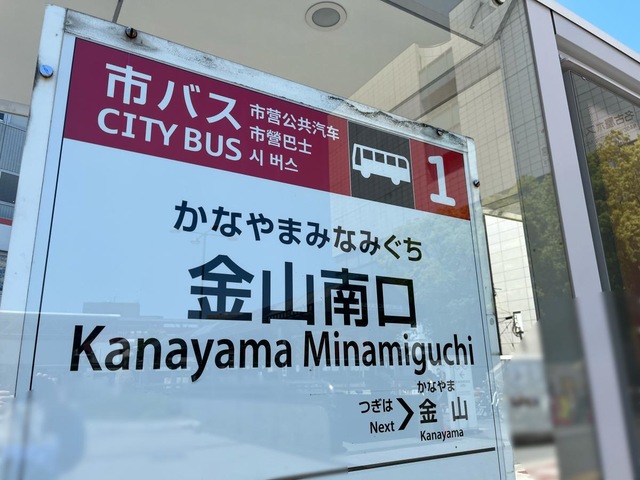 市バス
CITY BUS
市营公共汽车
市營巴士
시 버스
1
かなやまみなみぐち
金山南口
Kanayama Minamiguchi
つぎは
Next
かなやま
金山
Kanayama